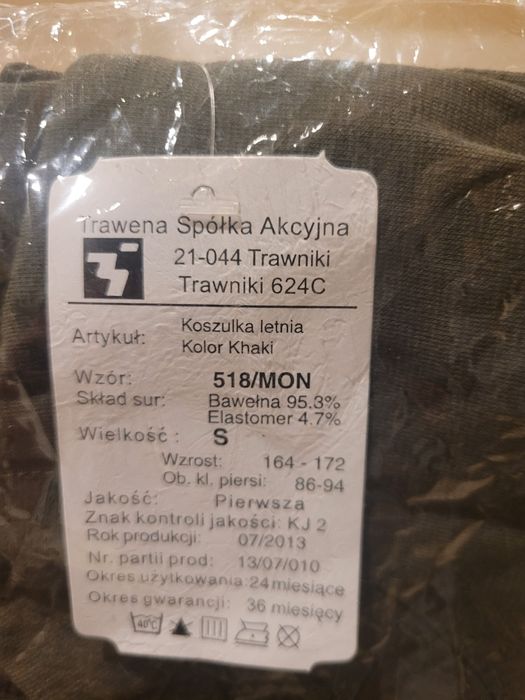 Trawena Spółka Akcyjna
21-044 Trawniki
Trawniki 624C
Artykuł: Koszulka letnia
Kolor Khaki
Wzór: 518/MON
Skład sur: Bawełna 95.3%
Elastomer 4.7%
Wielkość : S
Wzrost: 164 - 172
Ob. kl. piersi: 86-94
Jakość: Pierwsza
Znak kontroli jakości: KJ 2
Rok produkcji: 07/2013
Nr. partii prod: 13/07/010
Okres użytkowania: 24 miesiące
Okres gwarancji: 36 miesięcy
40°C